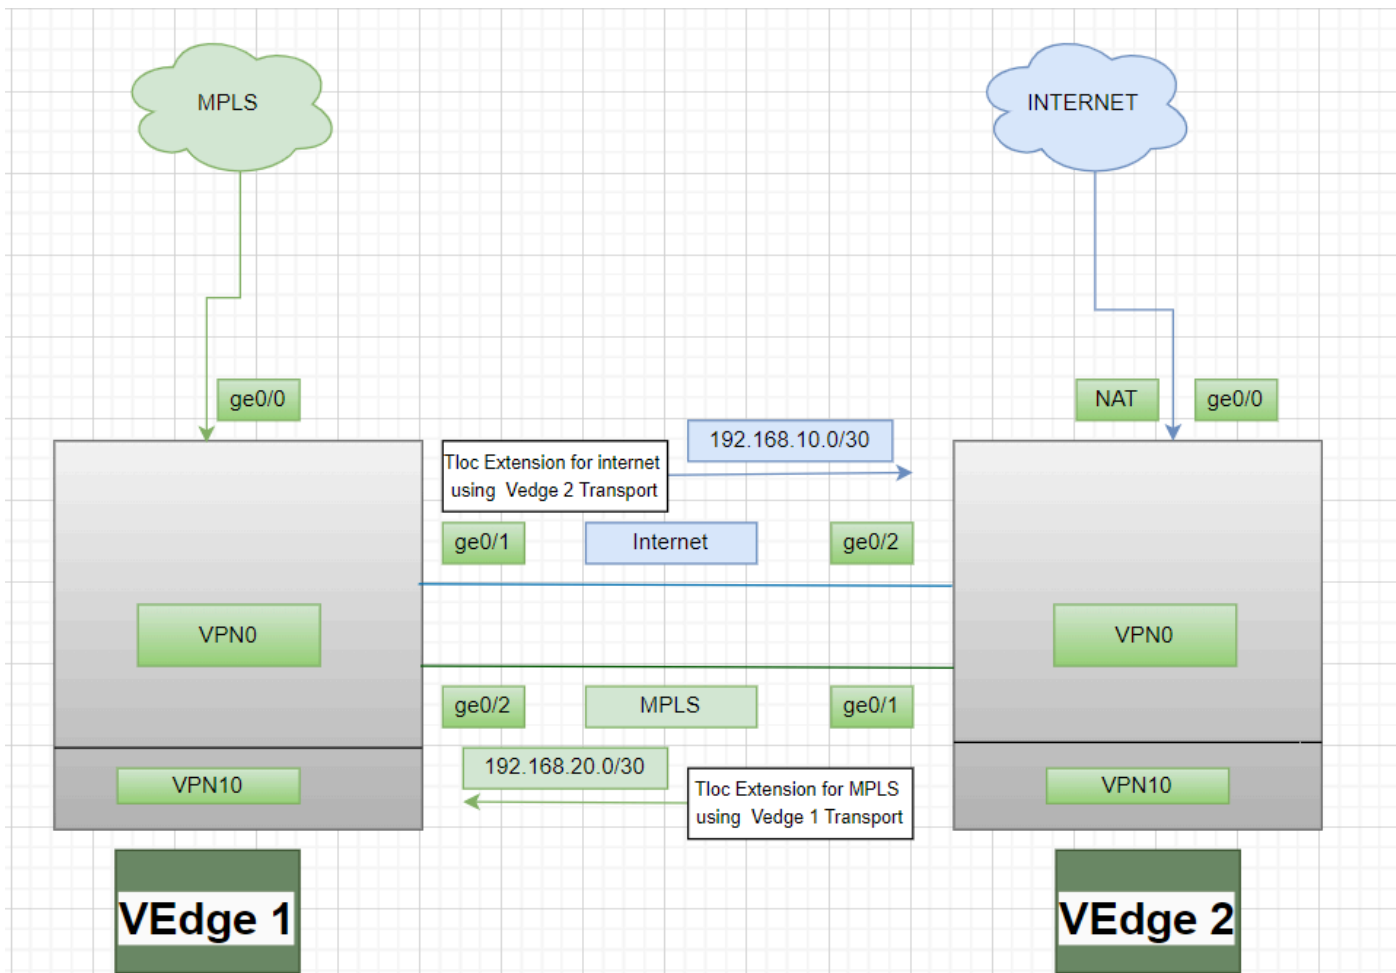 MPLS
INTERNET
ge0/0
NAT
ge0/0
192.168.10.0/30
Tloc Extension for internet
using Vedge 2 Transport
ge0/1
Internet
ge0/2
VPN0
VPN0
ge0/2
MPLS
ge0/1
192.168.20.0/30
Tloc Extension for MPLS
using Vedge 1 Transport
VPN10
VPN10
VEdge 1
VEdge 2